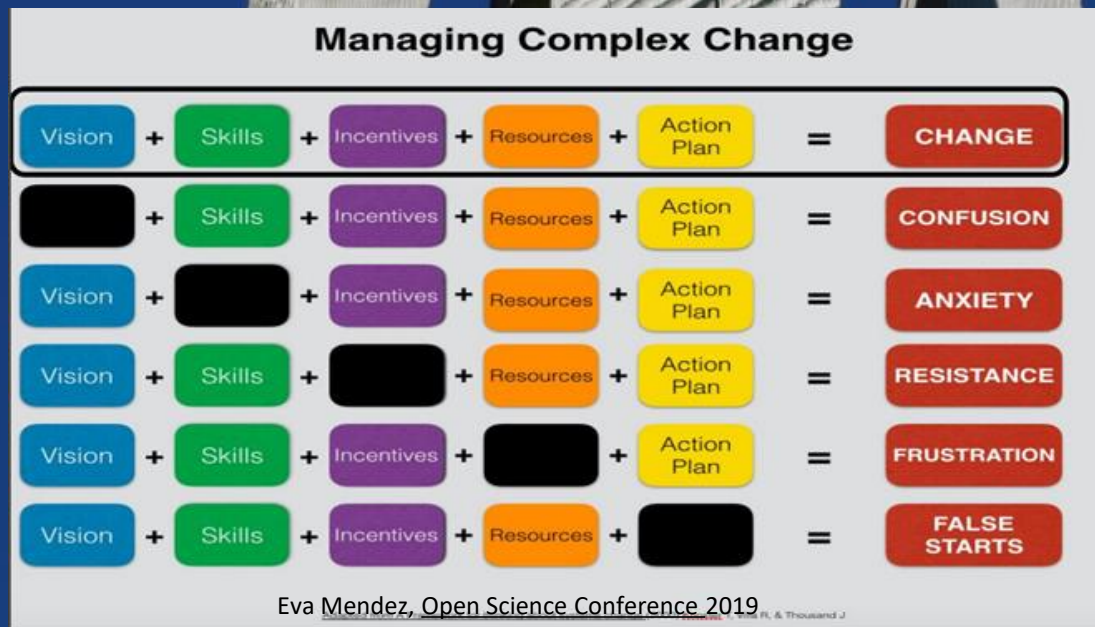 Managing Complex Change
Vision + Skills + Incentives + Resources + Action Plan = CHANGE
+ Skills + Incentives + Resources + Action Plan = CONFUSION
Vision + + Incentives + Resources + Action Plan = ANXIETY
Vision + Skills + + Resources + Action Plan = RESISTANCE
Vision + Skills + Incentives + + Action Plan = FRUSTRATION
Vision + Skills + Incentives + Resources + = FALSE STARTS
Eva Mendez, Open Science Conference 2019
R, & Thousand J